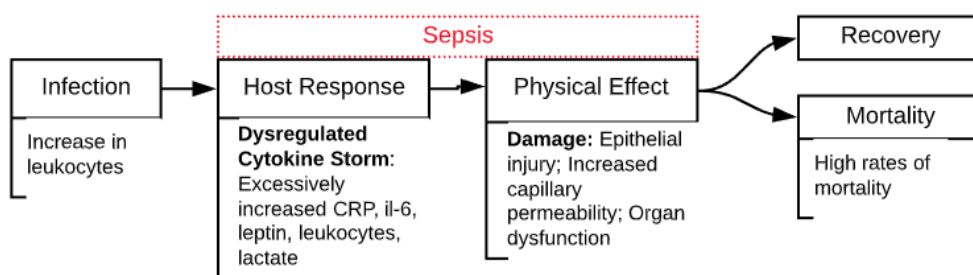 Sepsis
Infection
Increase in
leukocytes
Host Response
Dysregulated
Cytokine Storm:
Excessively
increased CRP, il-6,
leptin, leukocytes,
lactate
Physical Effect
Damage: Epithelial
injury; Increased
capillary
permeability; Organ
dysfunction
Recovery
Mortality
High rates of
mortality